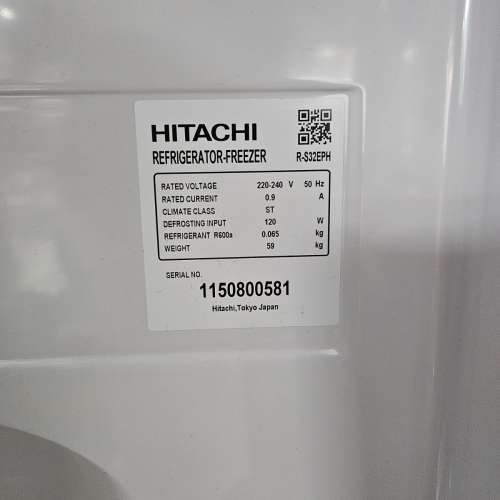 HITACHI
REFRIGERATOR-FREEZER R-S32EPH
RATED VOLTAGE 220-240 V 50 Hz
RATED CURRENT 0.9 A
CLIMATE CLASS ST
DEFROSTING INPUT 120 W
REFRIGERANT R600a 0.065 kg
WEIGHT 59 kg
SERIAL NO.
1150800581
Hitachi,Tokyo Japan